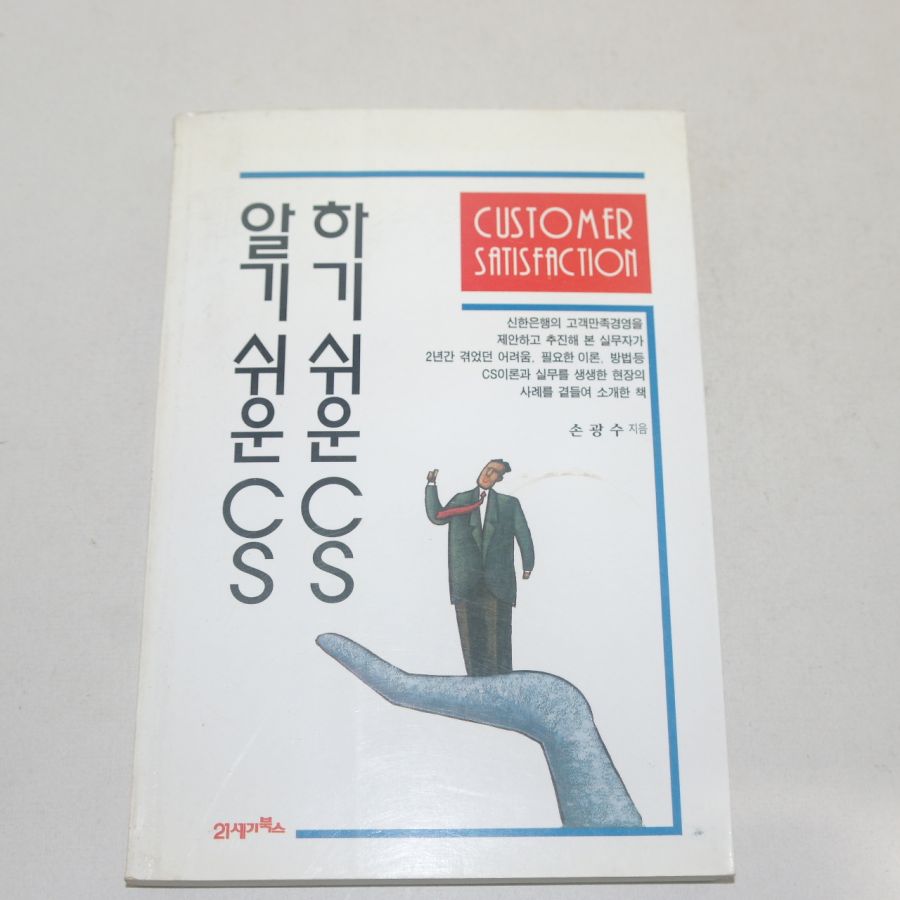 알기 쉬운 CS
하기 쉬운 CS
CUSTOMER
SATISFACTION
신한은행의 고객만족경영을
제안하고 추진해 본 실무자가
2년간 겪었던 어려움, 필요한 이론, 방법등
CS이론과 실무를 생생한 현장의
사례를 곁들여 소개한 책
손광수 지음
21세기북스